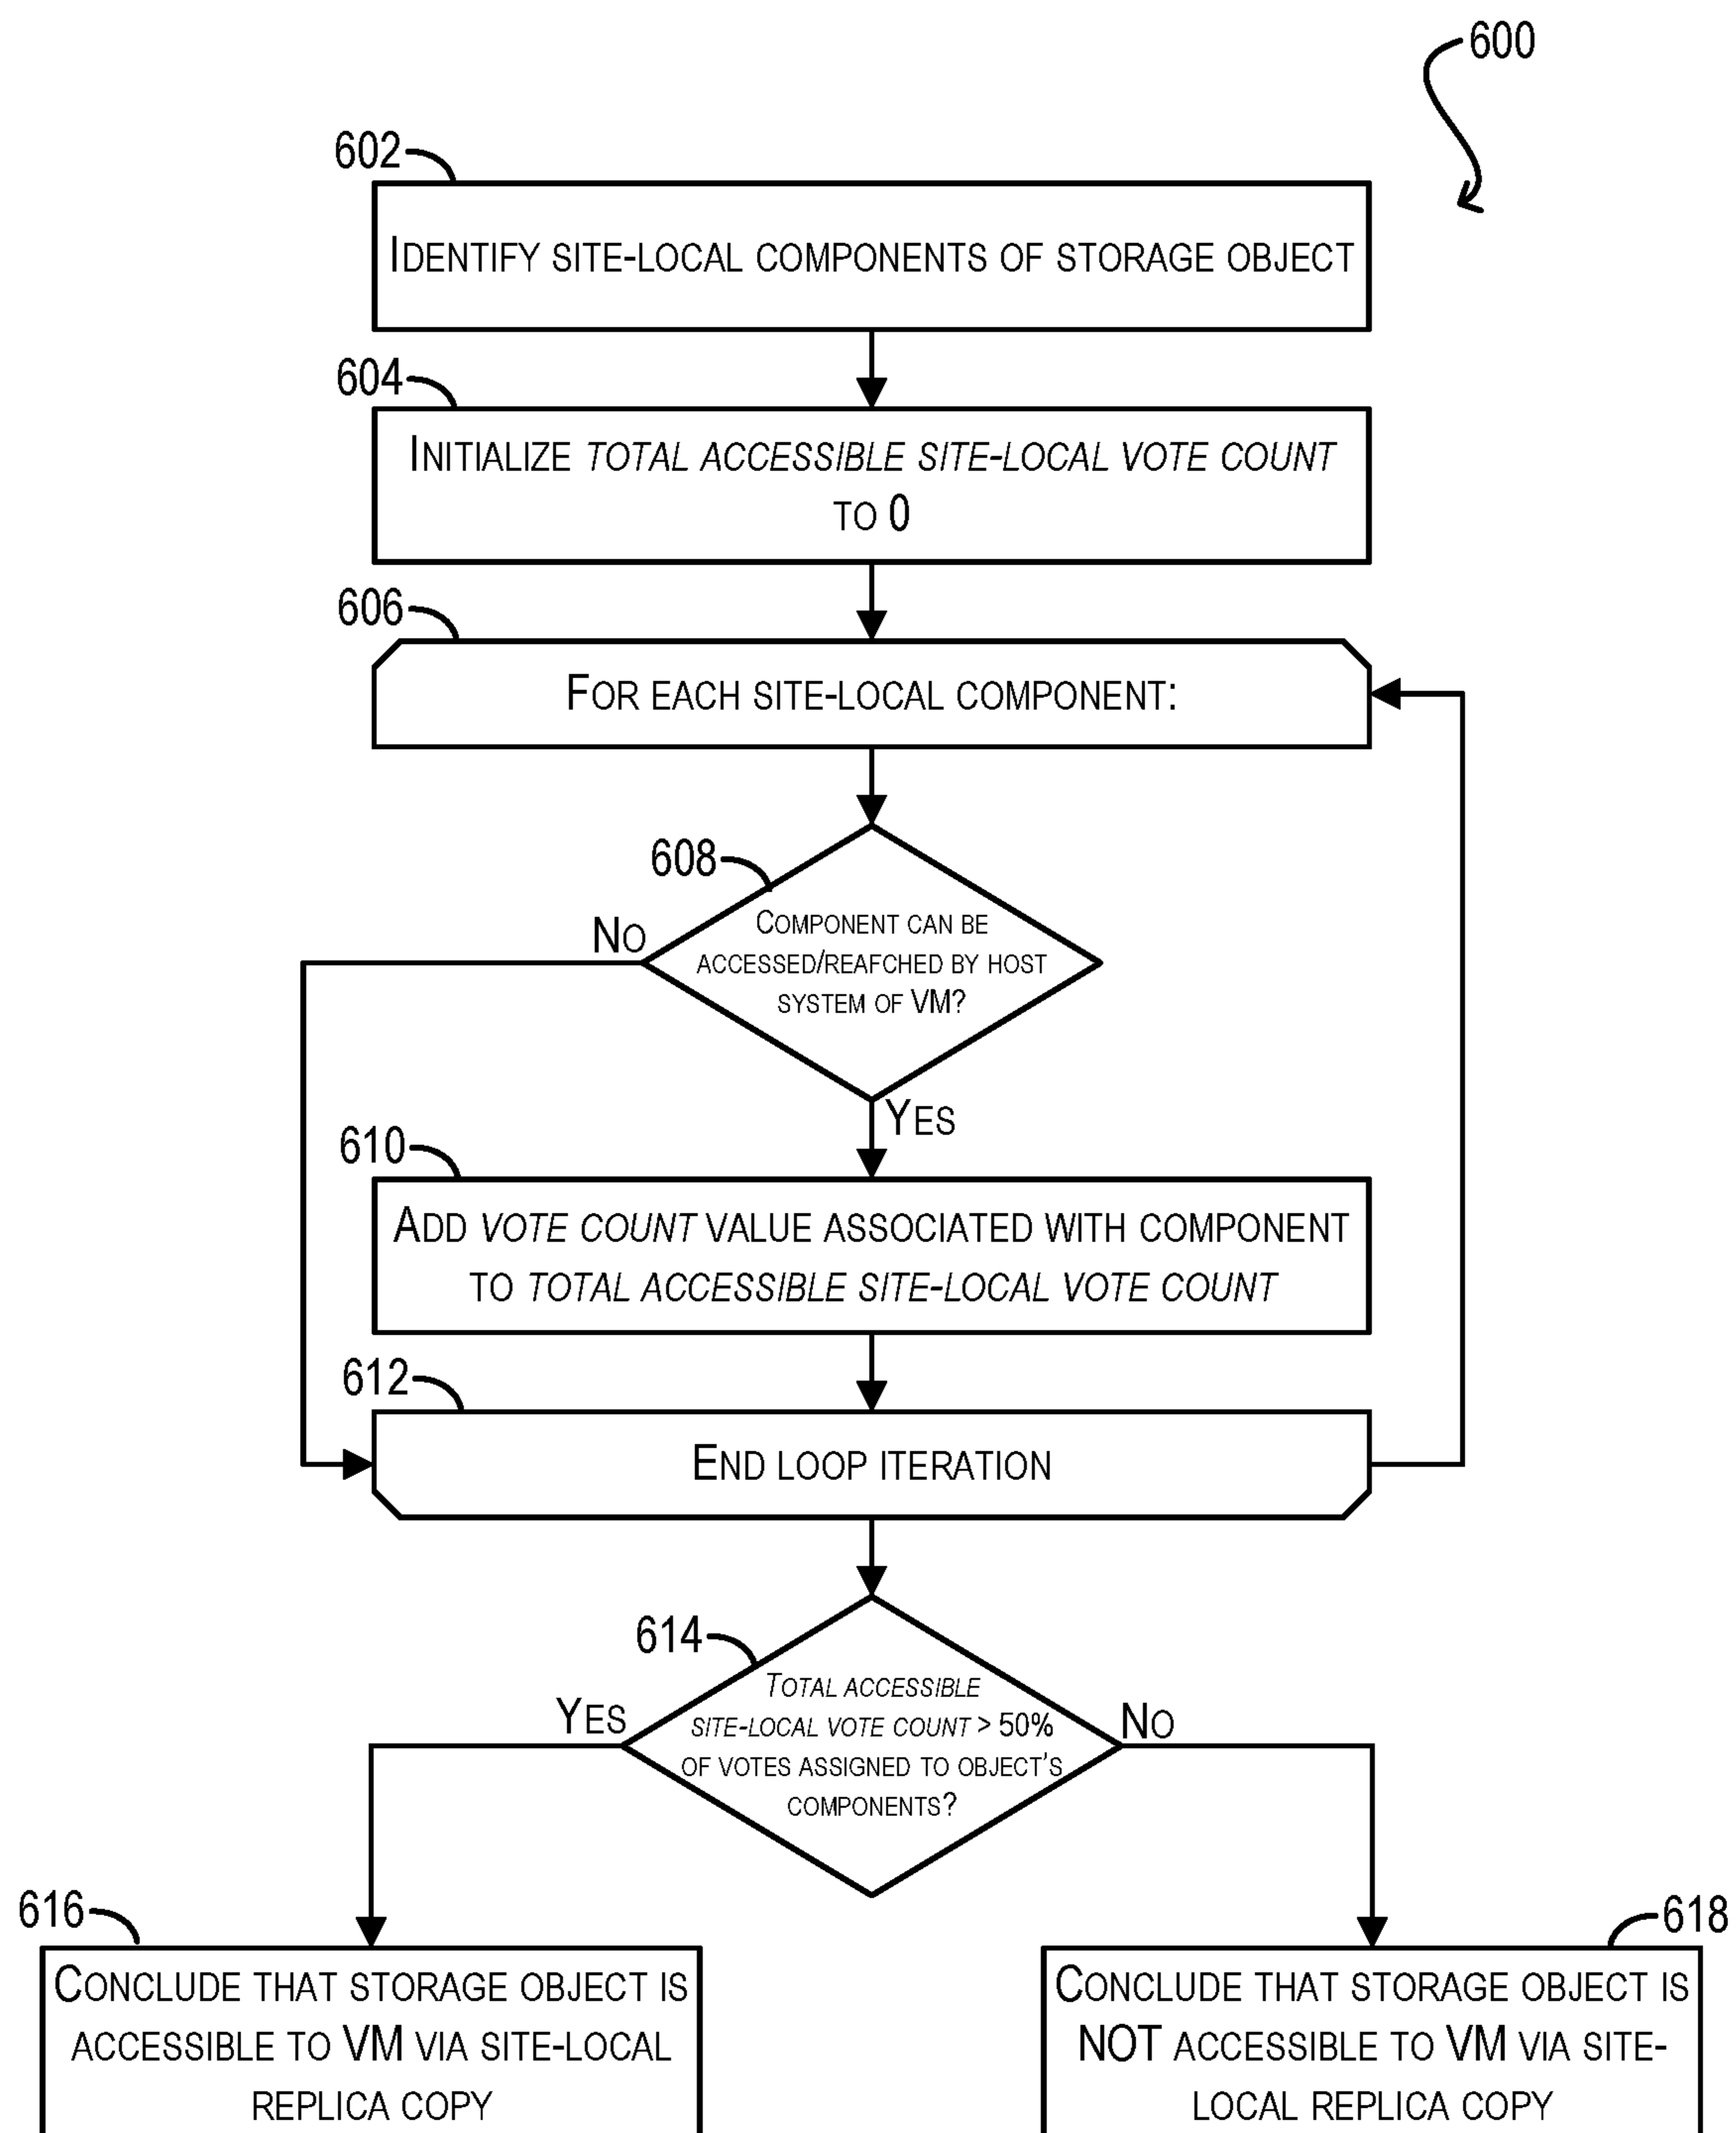 600
602
IDENTIFY SITE-LOCAL COMPONENTS OF STORAGE OBJECT
604
INITIALIZE TOTAL ACCESSIBLE SITE-LOCAL VOTE COUNT
TO 0
606
FOR EACH SITE-LOCAL COMPONENT:
608
NO
COMPONENT CAN BE
ACCESSED/REAFCHED BY HOST
SYSTEM OF VM?
YES
610
ADD VOTE COUNT VALUE ASSOCIATED WITH COMPONENT
TO TOTAL ACCESSIBLE SITE-LOCAL VOTE COUNT
612
END LOOP ITERATION
614
YES
TOTAL ACCESSIBLE
SITE-LOCAL VOTE COUNT > 50%
OF VOTES ASSIGNED TO OBJECT'S
COMPONENTS?
NO
616
CONCLUDE THAT STORAGE OBJECT IS
ACCESSIBLE TO VM VIA SITE-LOCAL
REPLICA COPY
618
CONCLUDE THAT STORAGE OBJECT IS
NOT ACCESSIBLE TO VM VIA SITE-
LOCAL REPLICA COPY